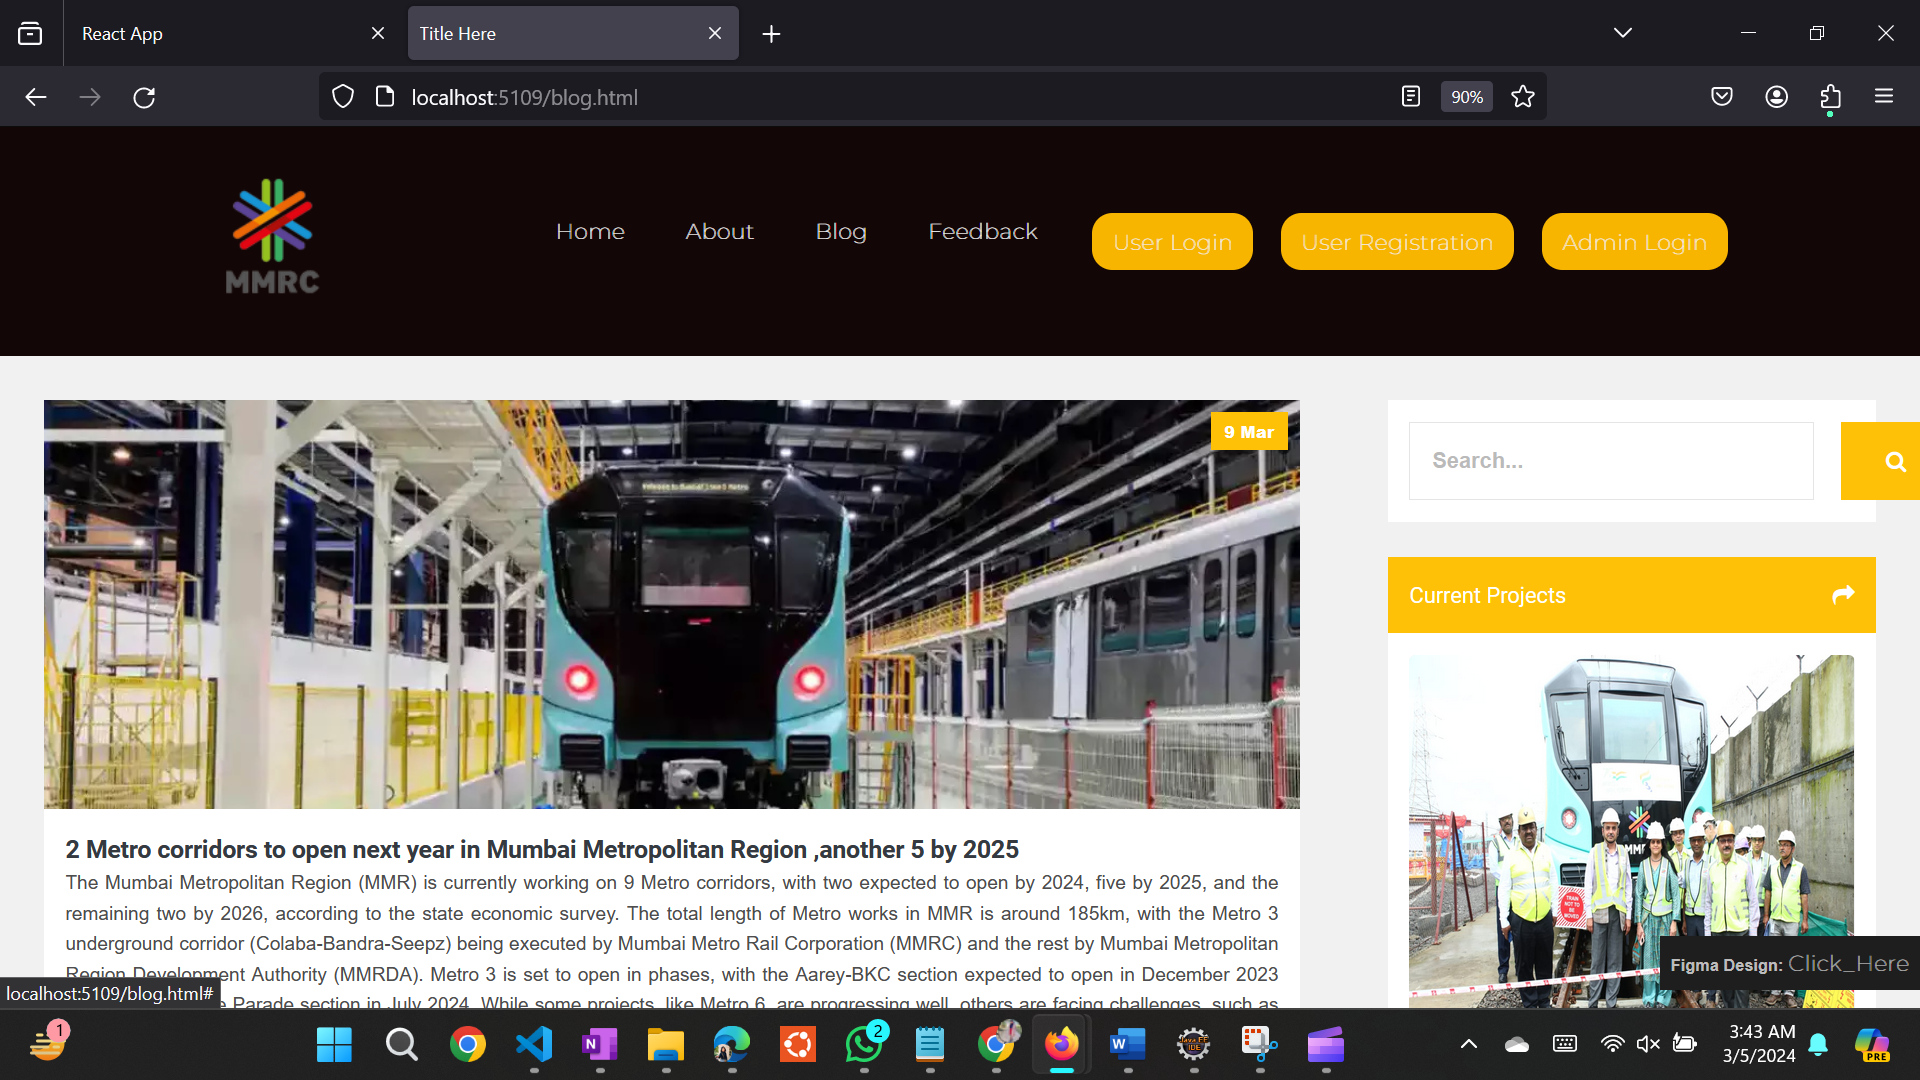 React App
Title Here
localhost:5109/blog.html
90%
MMRC
Home
About
Blog
Feedback
User Login
User Registration
Admin Login
9 Mar
Search...
Current Projects
2 Metro corridors to open next year in Mumbai Metropolitan Region ,another 5 by 2025
The Mumbai Metropolitan Region (MMR) is currently working on 9 Metro corridors, with two expected to open by 2024, five by 2025, and the
remaining two by 2026, according to the state economic survey. The total length of Metro works in MMR is around 185km, with the Metro 3
underground corridor (Colaba-Bandra-Seepz) being executed by Mumbai Metro Rail Corporation (MMRC) and the rest by Mumbai Metropolitan
Region Development Authority (MMRDA). Metro 3 is set to open in phases, with the Aarey-BKC section expected to open in December 2023
Parade section in July 2024. While some projects, like Metro 6, are progressing well, others are facing challenges, such as
TRAIN NOT TO BE MOVED
Figma Design: Click_Here
localhost:5109/blog.html#
1
2
3:43 AM
3/5/2024
PRE